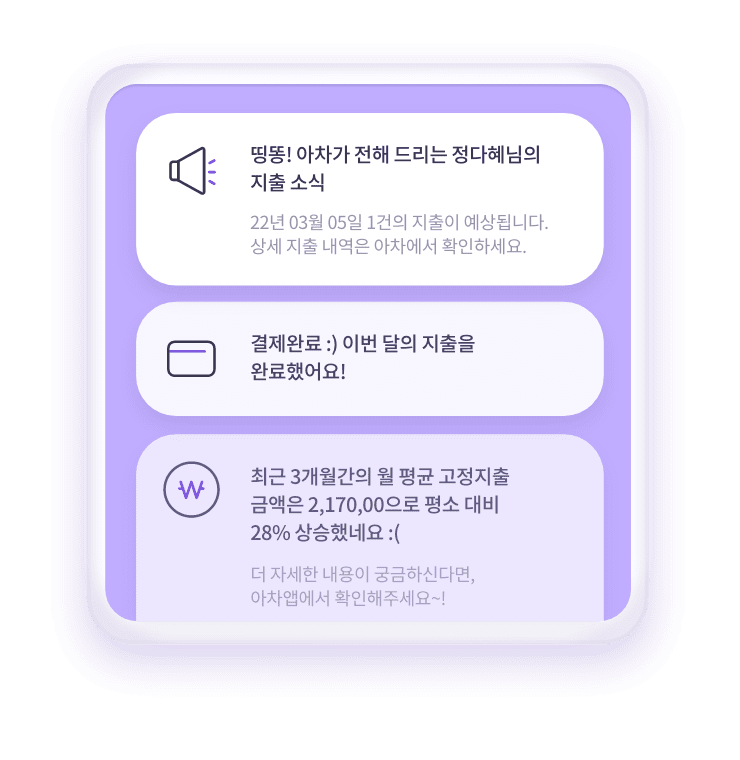 띵똥! 아차가 전해 드리는 정다혜님의
지출 소식
22년 03월 05일 1건의 지출이 예상됩니다.
상세 지출 내역은 아차에서 확인하세요.
결제완료 :) 이번 달의 지출을
완료했어요!
₩
최근 3개월간의 월 평균 고정지출
금액은 2,170,00으로 평소 대비
28% 상승했네요 :(
더 자세한 내용이 궁금하신다면,
아차앱에서 확인해주세요~!